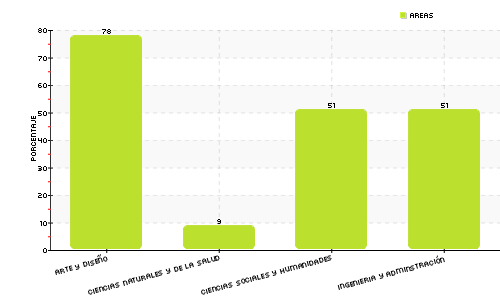 AREAS
80
70
60
50
40
30
20
10
0
PORCENTAJE
78
9
51
51
ARTE Y DISEÑO
CIENCIAS NATURALES Y DE LA SALUD
CIENCIAS SOCIALES Y HUMANIDADES
INGENIERIA Y ADMINSTRACIÓN